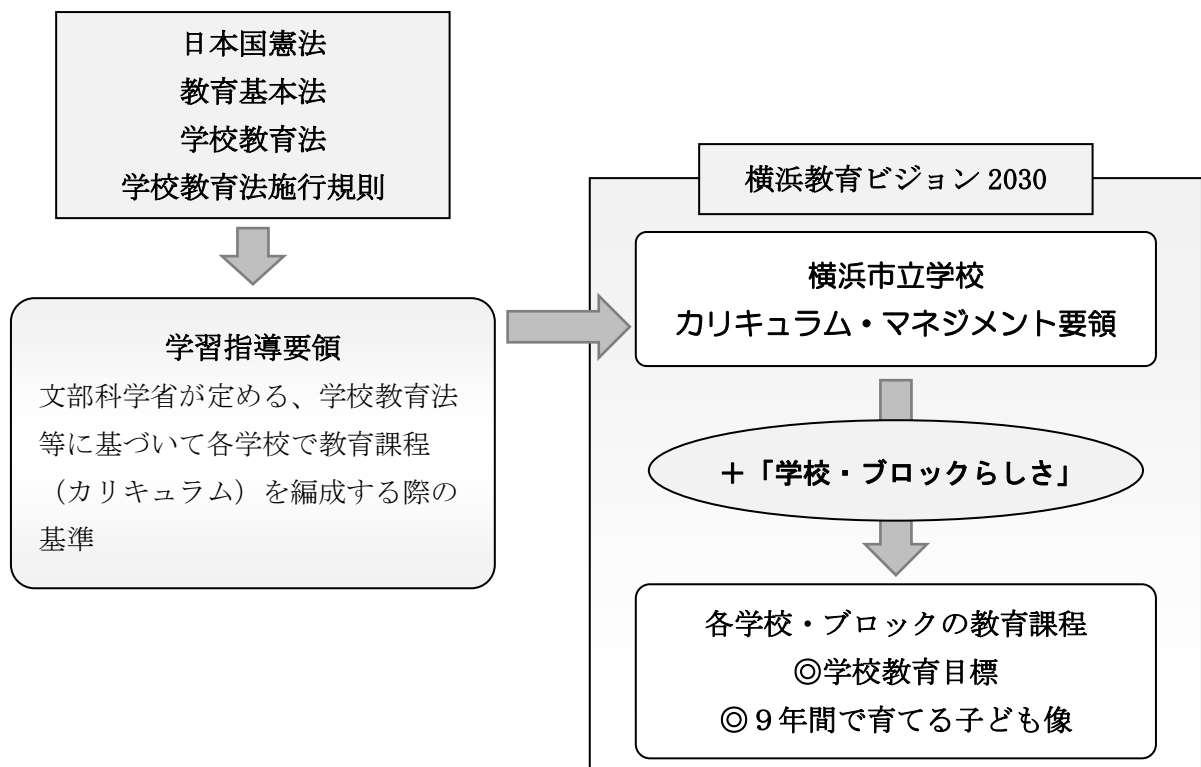 日本国憲法
教育基本法
学校教育法
学校教育法施行規則
学習指導要領
文部科学省が定める、学校教育法
等に基づいて各学校で教育課程
（カリキュラム）を編成する際の
基準
横浜教育ビジョン 2030
横浜市立学校
カリキュラム・マネジメント要領
＋「学校・ブロックらしさ」
各学校・ブロックの教育課程
◎学校教育目標
◎９年間で育てる子ども像